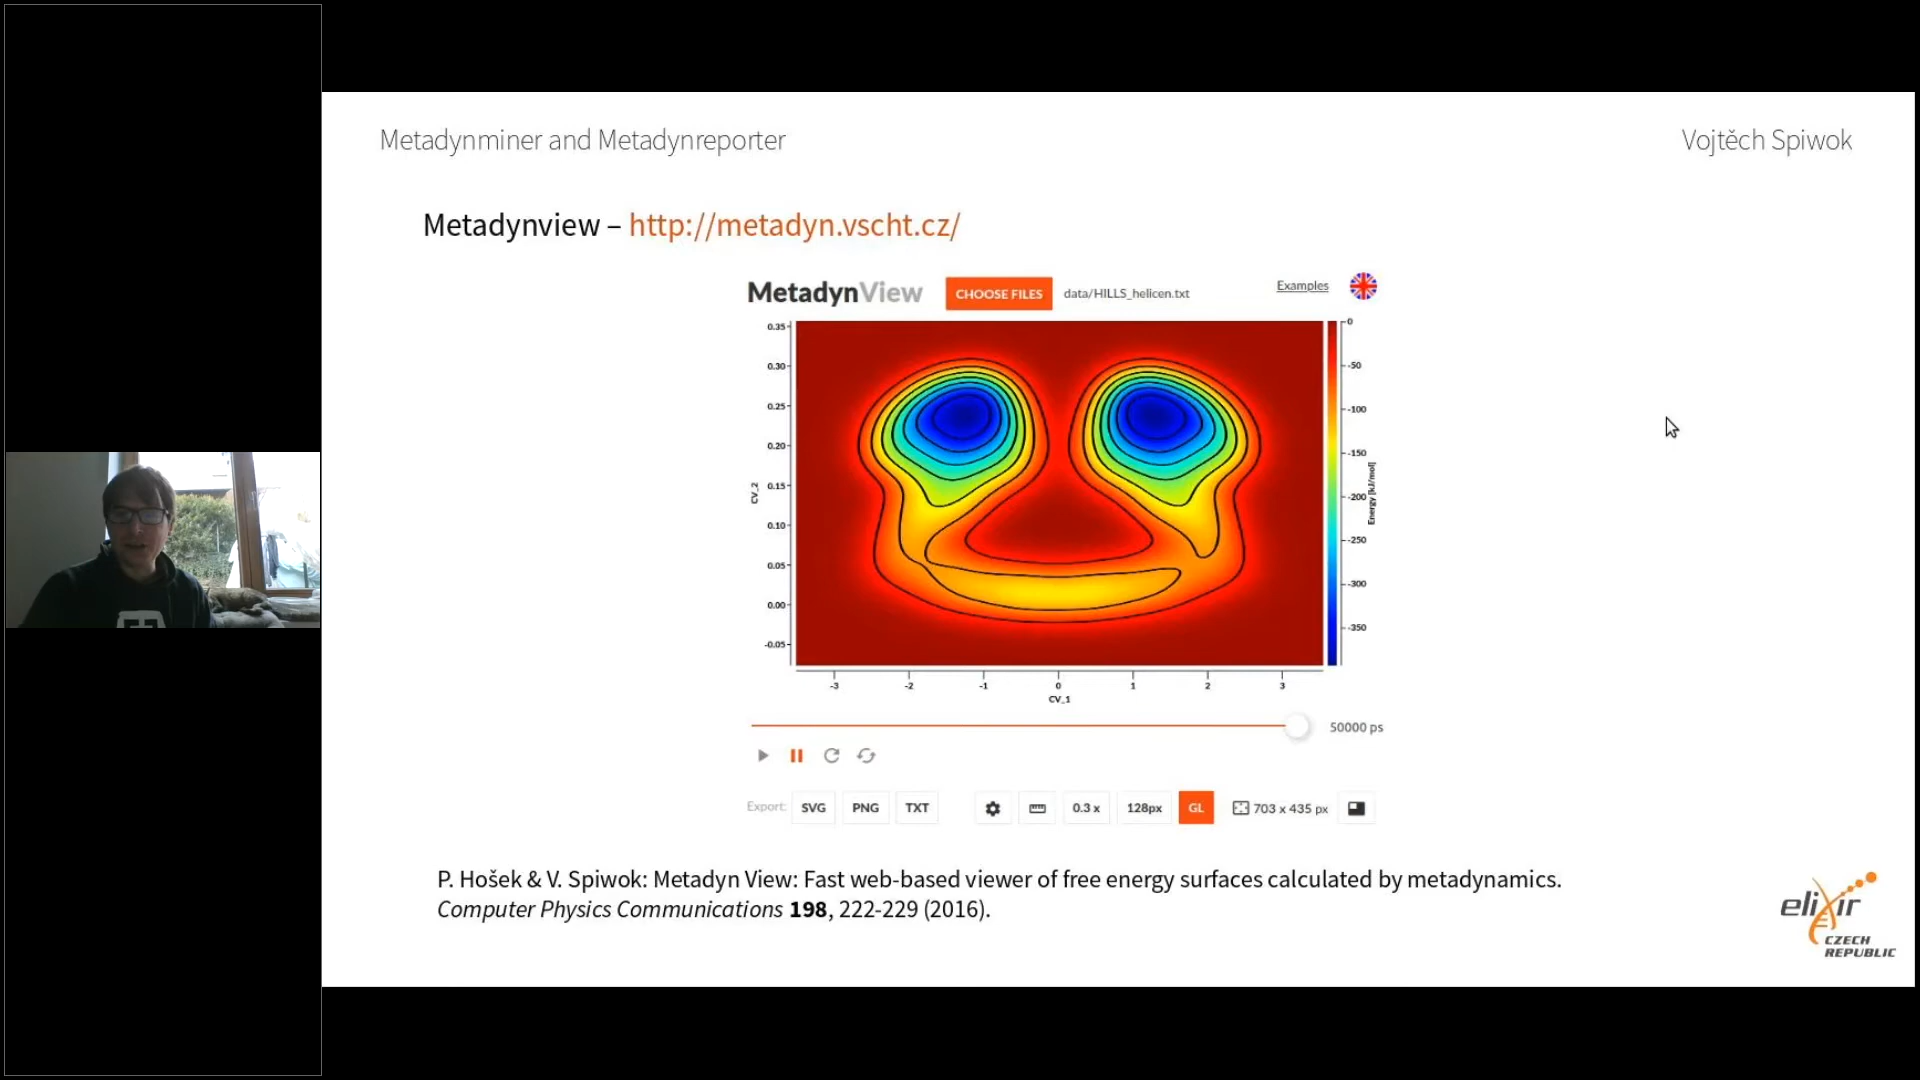 Metadynminer and Metadynreporter
Vojtěch Spiwok
Metadynview – http://metadyn.vscht.cz/
MetadynView
CHOOSE FILES
data/HILLS_helicen.txt
Examples
0.35
0.30
0.25
0.20
0.15
0.10
0.05
0.00
-0.05
CV_2
-3
-2
-1
0
1
2
3
CV_1
0
-50
-100
-150
-200
-250
-300
-350
Energy [kJ/mol]
50000 ps
Export:
SVG
PNG
TXT
0.3 x
128px
GL
703 x 435 px
P. Hošek & V. Spiwok: Metadyn View: Fast web-based viewer of free energy surfaces calculated by metadynamics.
Computer Physics Communications 198, 222-229 (2016).
elixir
CZECH
REPUBLIC